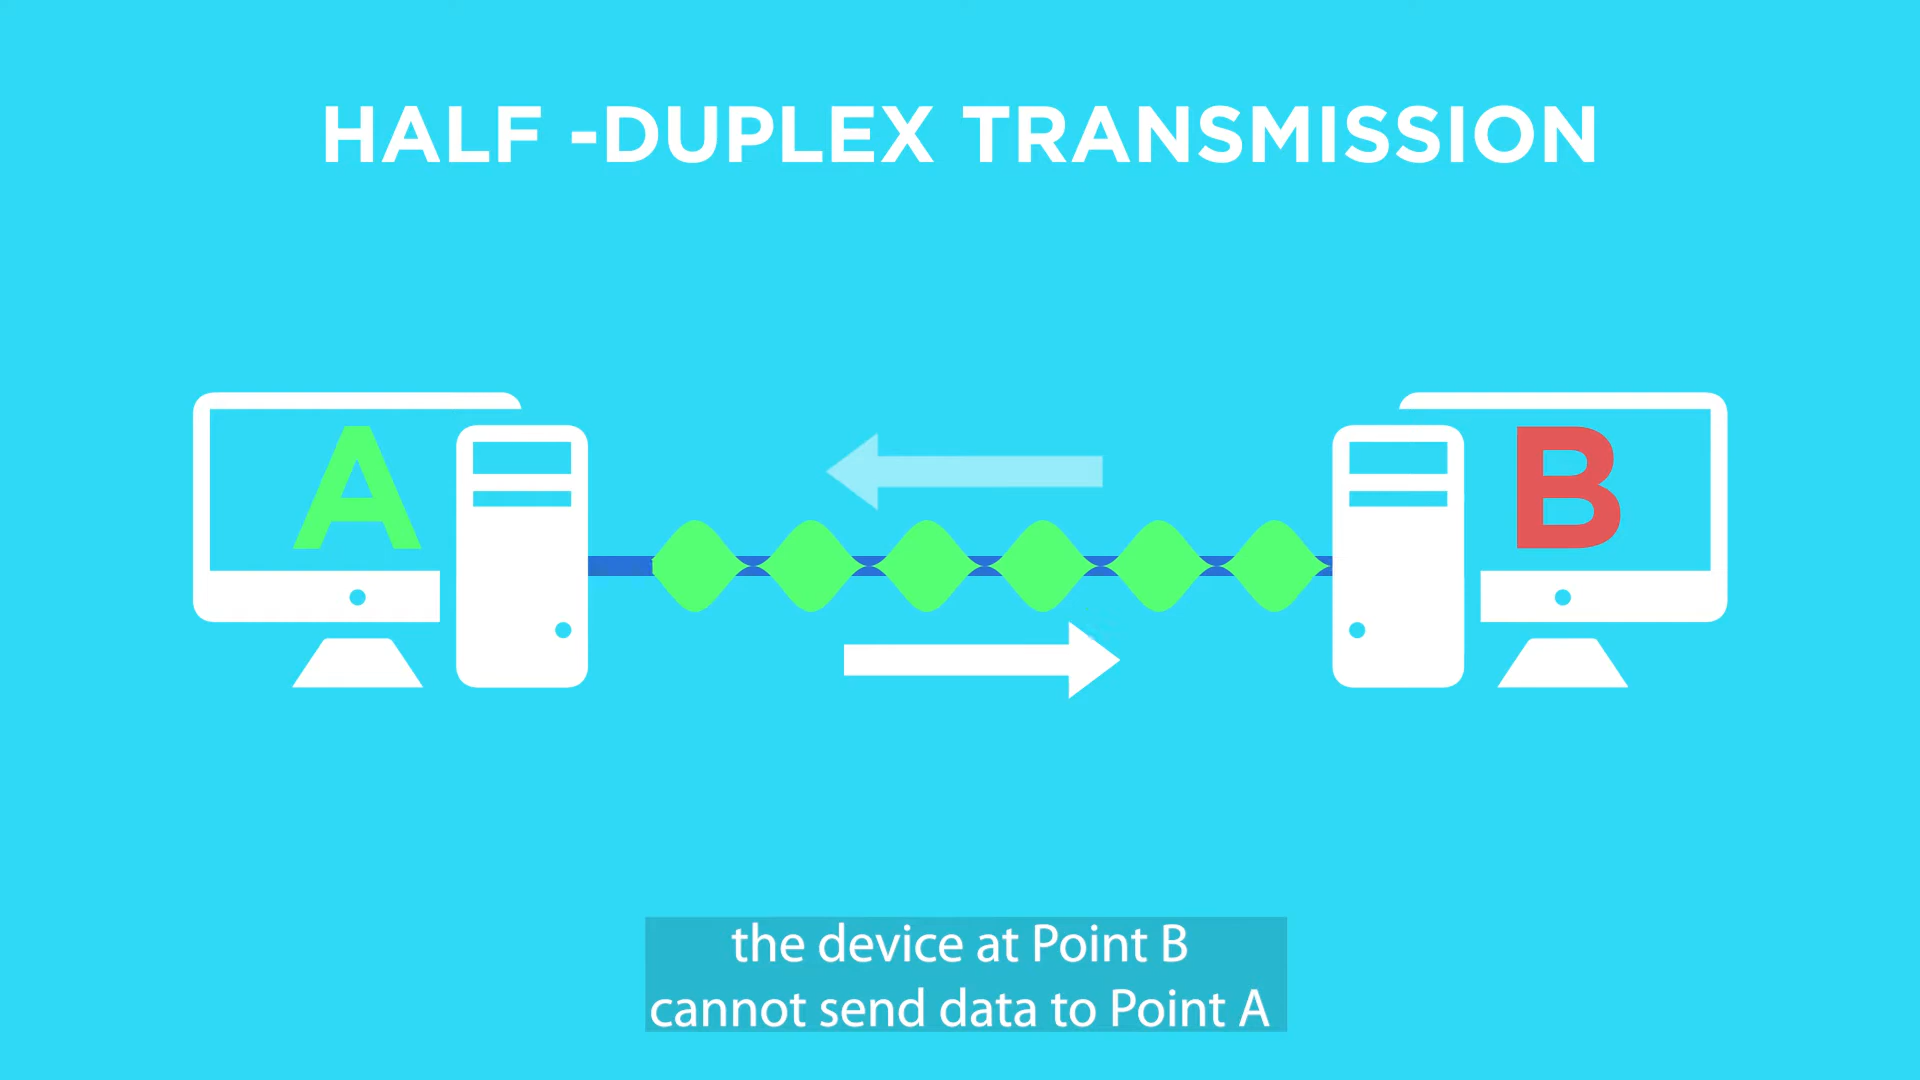 HALF -DUPLEX TRANSMISSION
A
B
the device at Point B
cannot send data to Point A